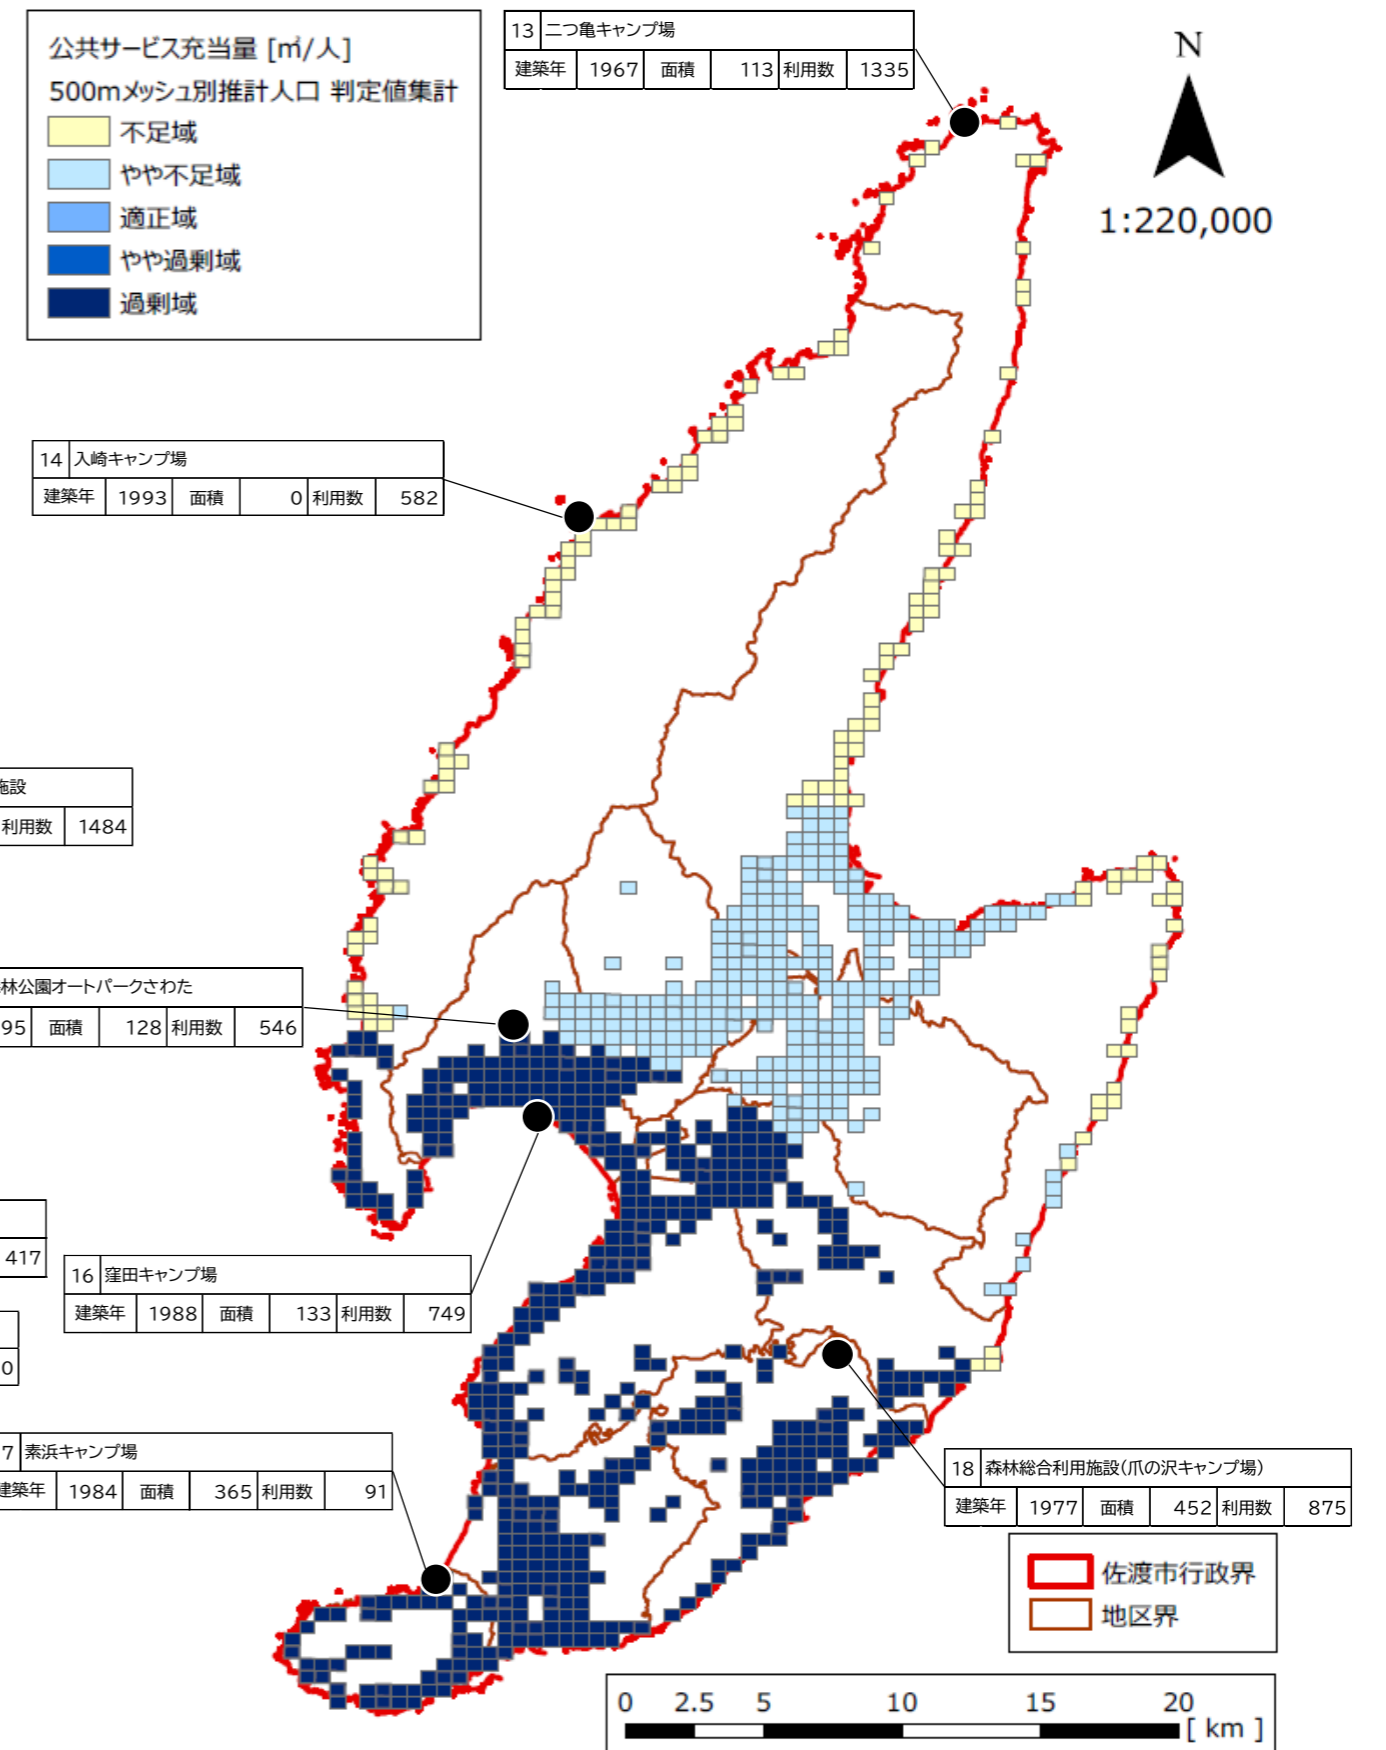 公共サービス充当量 [㎡/人]
500mメッシュ別推計人口 判定値集計
不足域
やや不足域
適正域
やや過剰域
過剰域
13 二つ亀キャンプ場
建築年 1967 面積 113 利用数 1335
N
1:220,000
14 入崎キャンプ場
建築年 1993 面積 0 利用数 582
施設
利用数 1484
林公園オートパークさわた
95 面積 128 利用数 546
417
16 窪田キャンプ場
建築年 1988 面積 133 利用数 749
0
7 素浜キャンプ場
建築年 1984 面積 365 利用数 91
18 森林総合利用施設(爪の沢キャンプ場)
建築年 1977 面積 452 利用数 875
佐渡市行政界
地区界
0 2.5 5 10 15 20
[ km ]